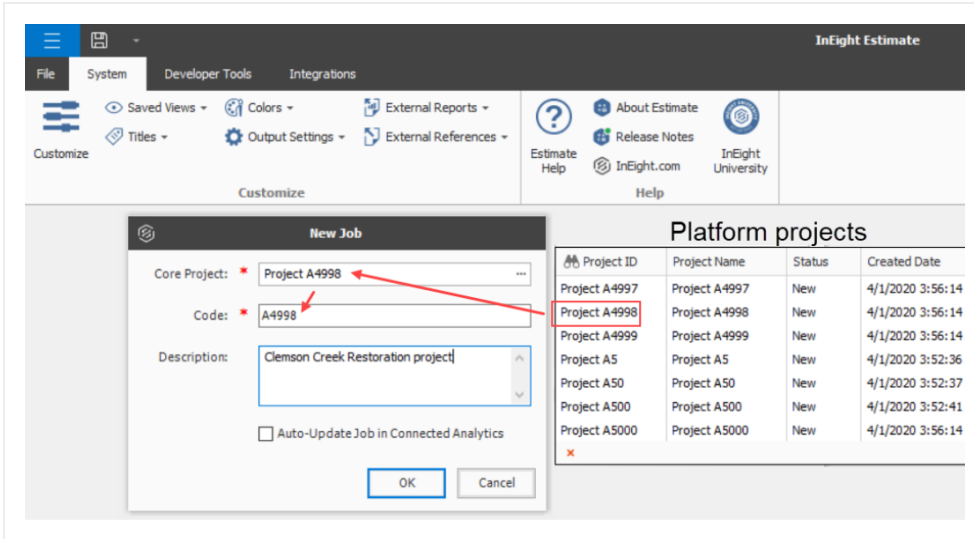 InEight Estimate
File System Developer Tools Integrations
Saved Views Colors External Reports About Estimate
Titles Output Settings External References Release Notes
Customize Estimate Help InEight.com InEight University
Customize Help
New Job Platform projects
Core Project: * Project A4998 ...
Code: * A4998
Description: Clemson Creek Restoration project
Auto-Update Job in Connected Analytics
OK Cancel
Project ID Project Name Status Created Date
Project A4997 Project A4997 New 4/1/2020 3:56:14
Project A4998 Project A4998 New 4/1/2020 3:56:14
Project A4999 Project A4999 New 4/1/2020 3:56:14
Project A5 Project A5 New 4/1/2020 3:52:36
Project A50 Project A50 New 4/1/2020 3:52:37
Project A500 Project A500 New 4/1/2020 3:52:41
Project A5000 Project A5000 New 4/1/2020 3:56:14